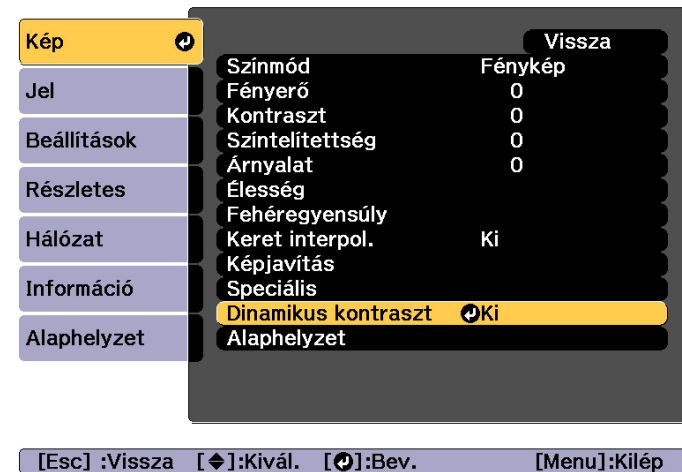 Kép
Jel
Beállítások
Részletes
Hálózat
Információ
Alaphelyzet
Vissza
Színmód Fénykép
Fényerő 0
Kontraszt 0
Színtelítettség 0
Árnyalat 0
Élesség
Fehéregyensúly
Keret interpol. Ki
Képjavítás
Speciális
Dinamikus kontraszt Ki
Alaphelyzet
[Esc] :Vissza [◆]:Kivál. [↵]:Bev. [Menu]:Kilép